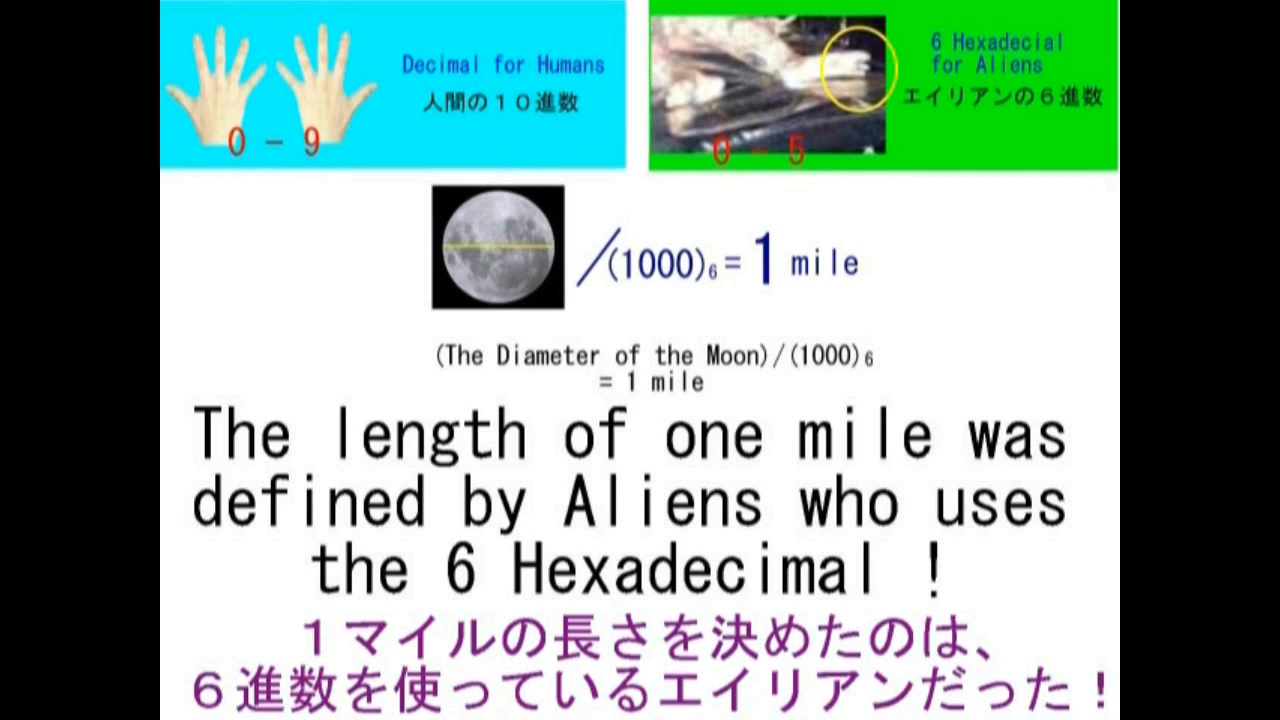 Decimal for Humans
人間の１０進数
0 - 9
6 Hexadecial
for Aliens
エイリアンの６進数
0 - 5
/(1000)₆= 1 mile
(The Diameter of the Moon)/(1000)₆
= 1 mile
The length of one mile was
defined by Aliens who uses
the 6 Hexadecimal !
１マイルの長さを決めたのは、
６進数を使っているエイリアンだった！